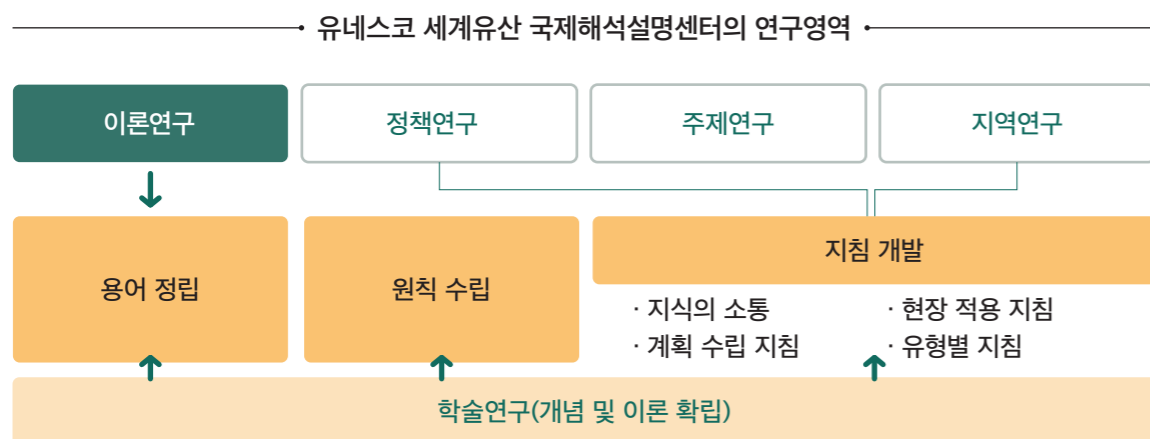 유네스코 세계유산 국제해석설명센터의 연구영역
이론연구
정책연구
주제연구
지역연구
용어 정립
원칙 수립
지침 개발
· 지식의 소통
· 계획 수립 지침
· 현장 적용 지침
· 유형별 지침
학술연구(개념 및 이론 확립)